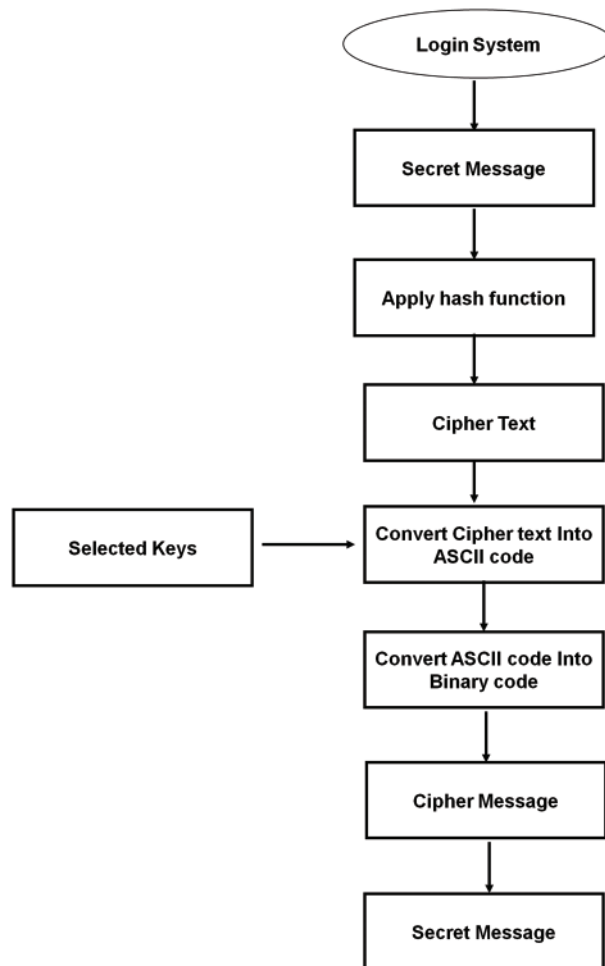 Login System
Secret Message
Apply hash function
Cipher Text
Selected Keys
Convert Cipher text Into
ASCII code
Convert ASCII code Into
Binary code
Cipher Message
Secret Message